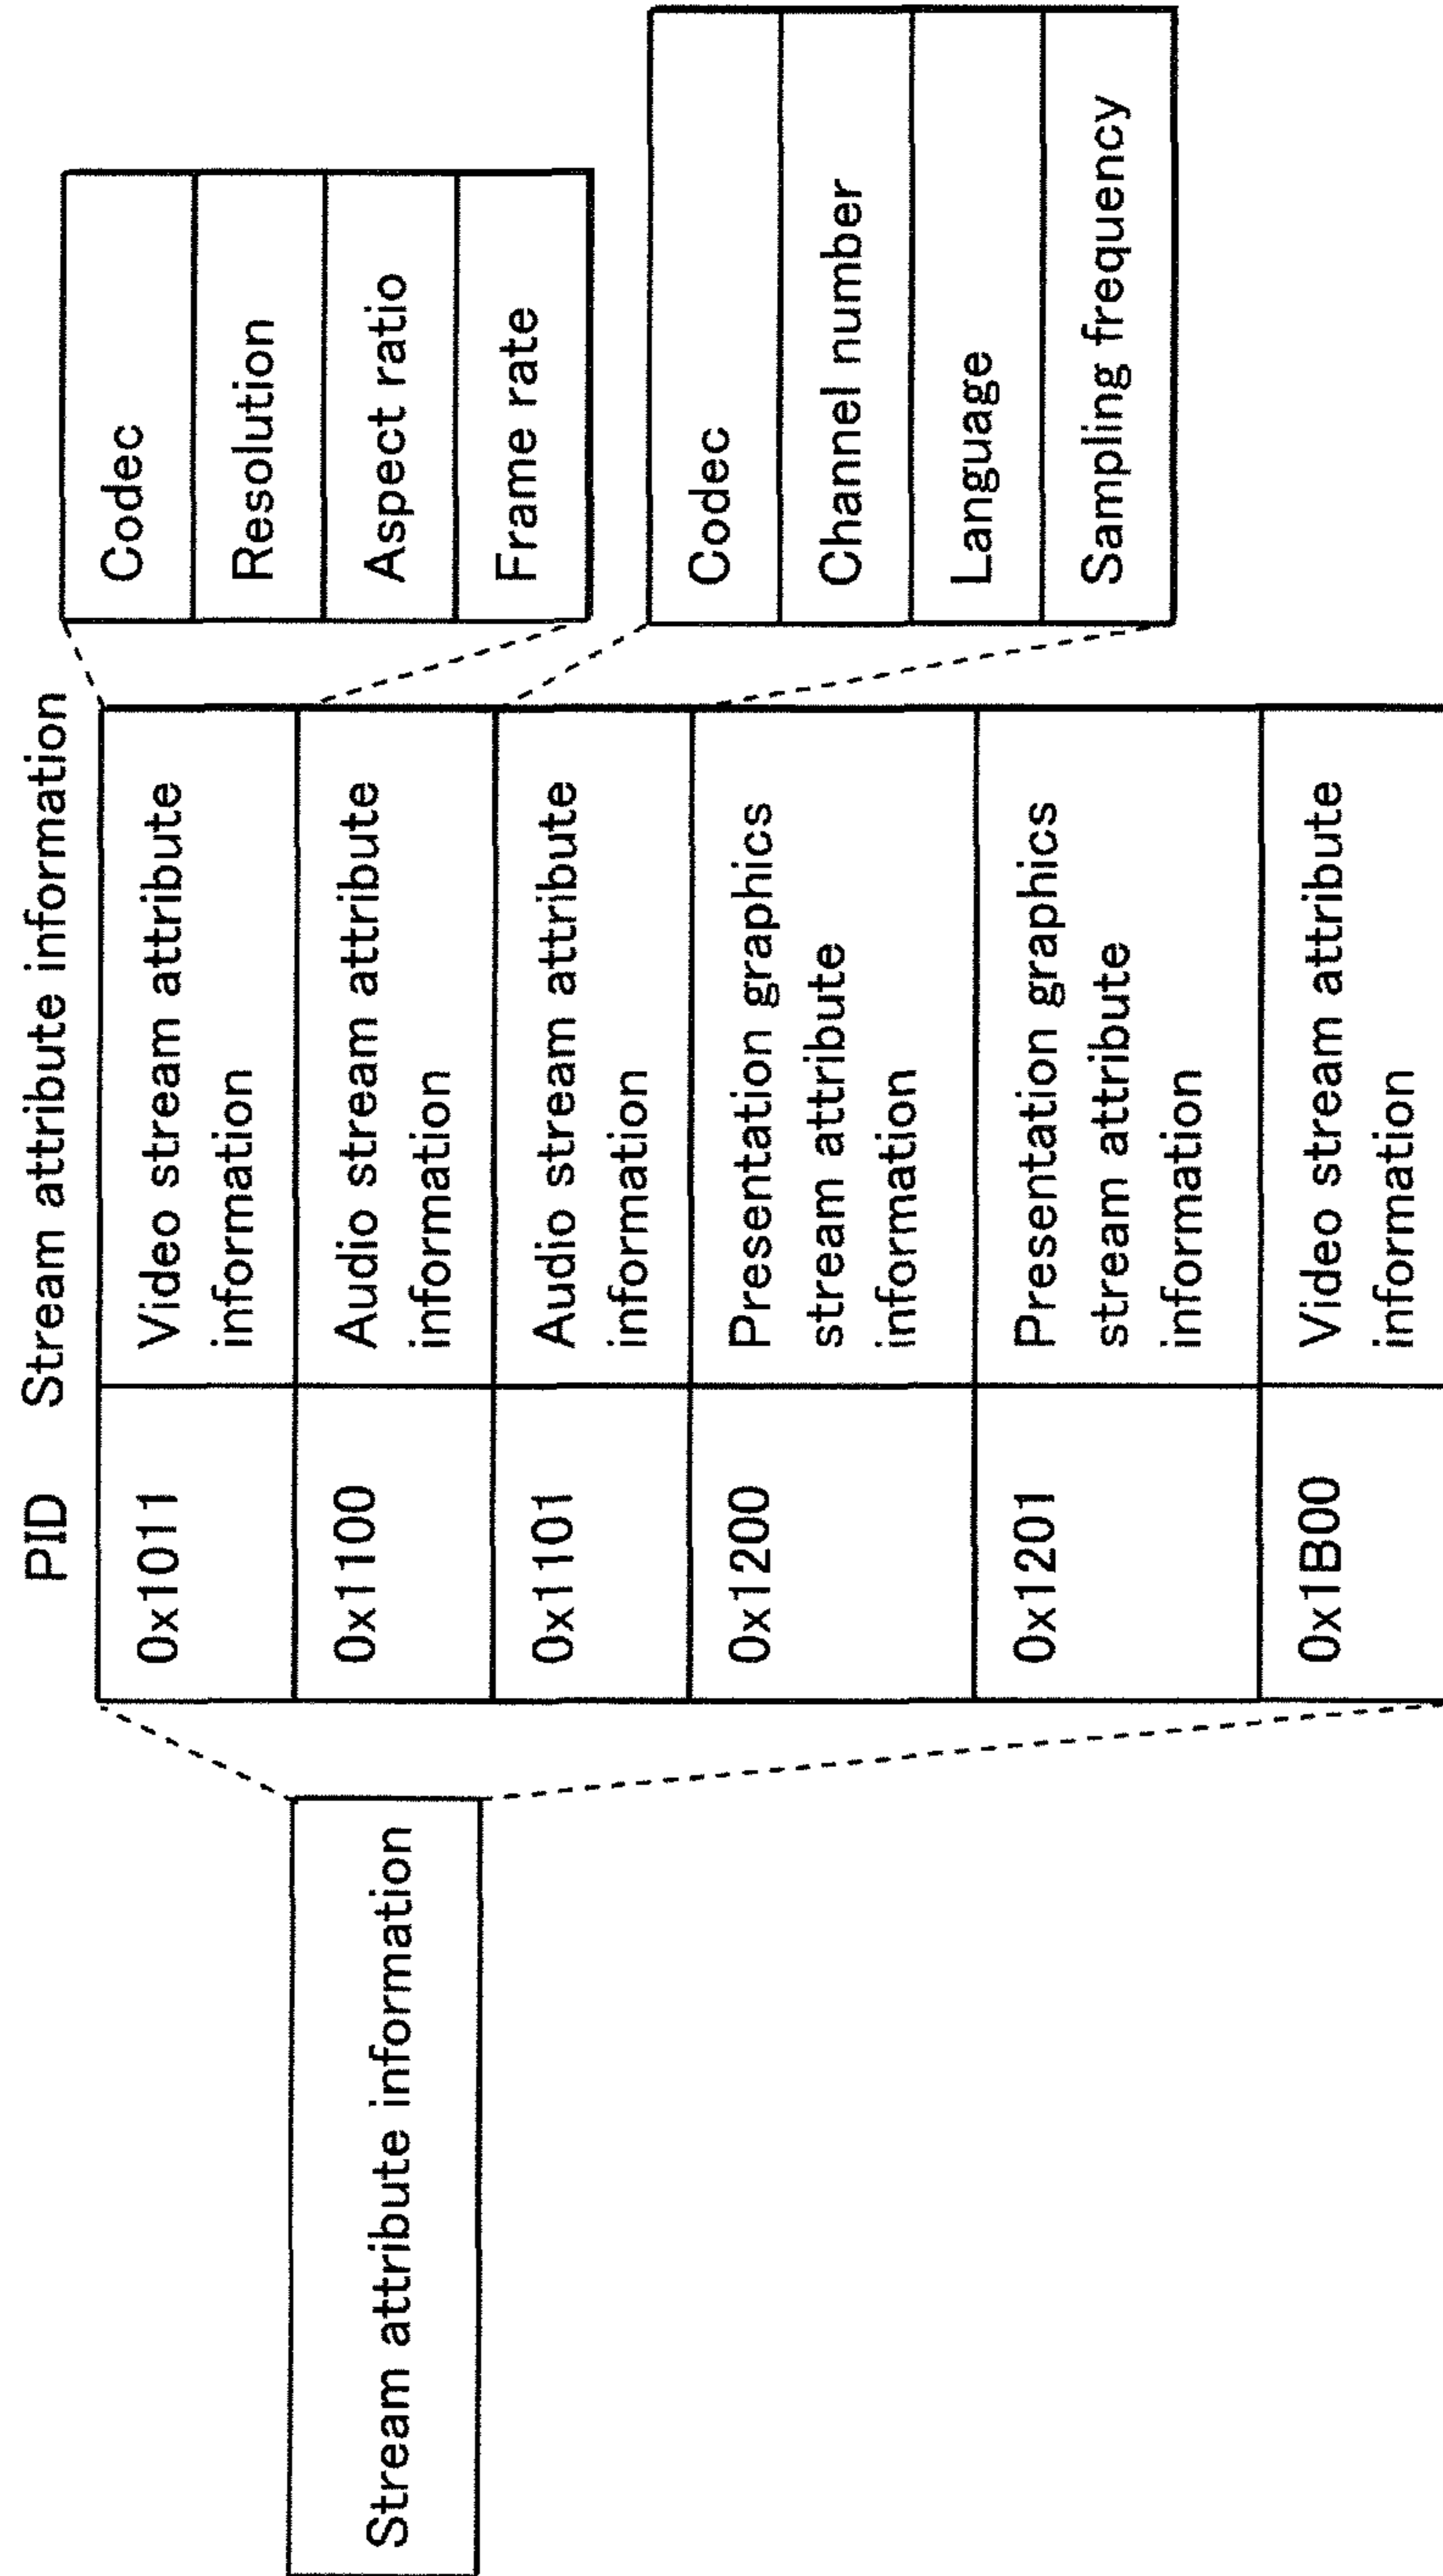 Stream attribute information
PID
Stream attribute information
0x1011
Video stream attribute
information
0x1100
Audio stream attribute
information
0x1101
Audio stream attribute
information
0x1200
Presentation graphics
stream attribute
information
0x1201
Presentation graphics
stream attribute
information
0x1B00
Video stream attribute
information
Codec
Resolution
Aspect ratio
Frame rate
Codec
Channel number
Language
Sampling frequency